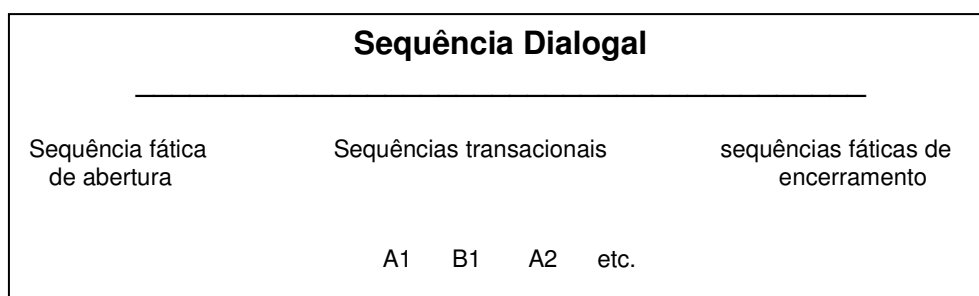 Sequência Dialogal
Sequência fática Sequências transacionais sequências fáticas de
de abertura encerramento
A1 B1 A2 etc.